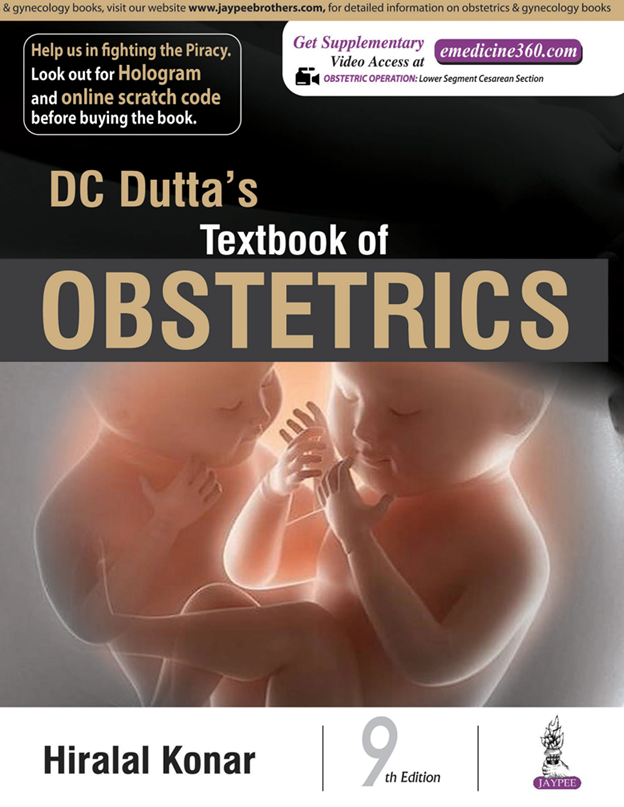 & gynecology books, visit our website www.jaypeebrothers.com, for detailed information on obstetrics & gynecology books
Help us in fighting the Piracy.
Look out for Hologram
and online scratch code
before buying the book.
Get Supplementary
Video Access at
emedicine360.com
OBSTETRIC OPERATION: Lower Segment Cesarean Section
DC Dutta's
Textbook of
OBSTETRICS
Hiralal Konar
9th Edition
JAYPEE